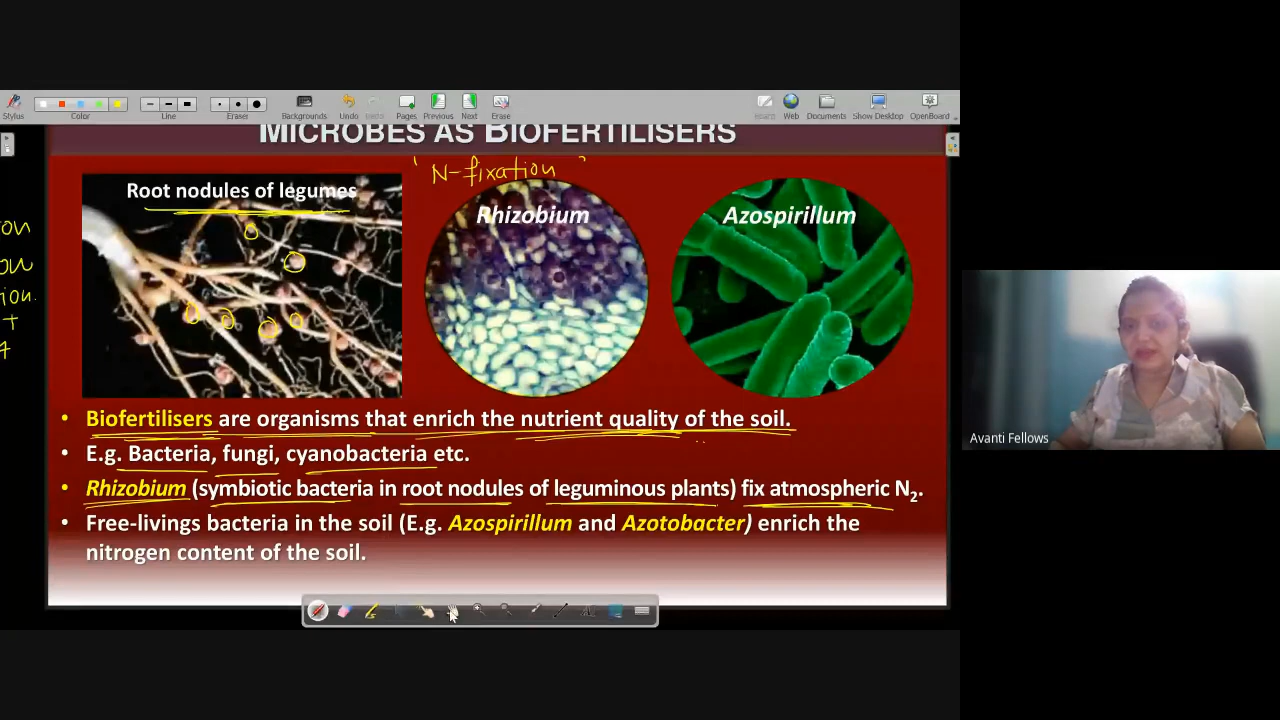 Stylus
Color
Line
Eraser
Backgrounds
Undo
Redo
Pages
Previous
Next
Erase
Board
Web
Documents
Show Desktop
OpenBoard
MICROBES AS BIOFERTILISERS
' N-fixation '
Root nodules of legumes
Rhizobium
Azospirillum
• Biofertilisers are organisms that enrich the nutrient quality of the soil.
• E.g. Bacteria, fungi, cyanobacteria etc.
• Rhizobium (symbiotic bacteria in root nodules of leguminous plants) fix atmospheric N₂.
• Free-livings bacteria in the soil (E.g. Azospirillum and Azotobacter) enrich the
nitrogen content of the soil.
Avanti Fellows